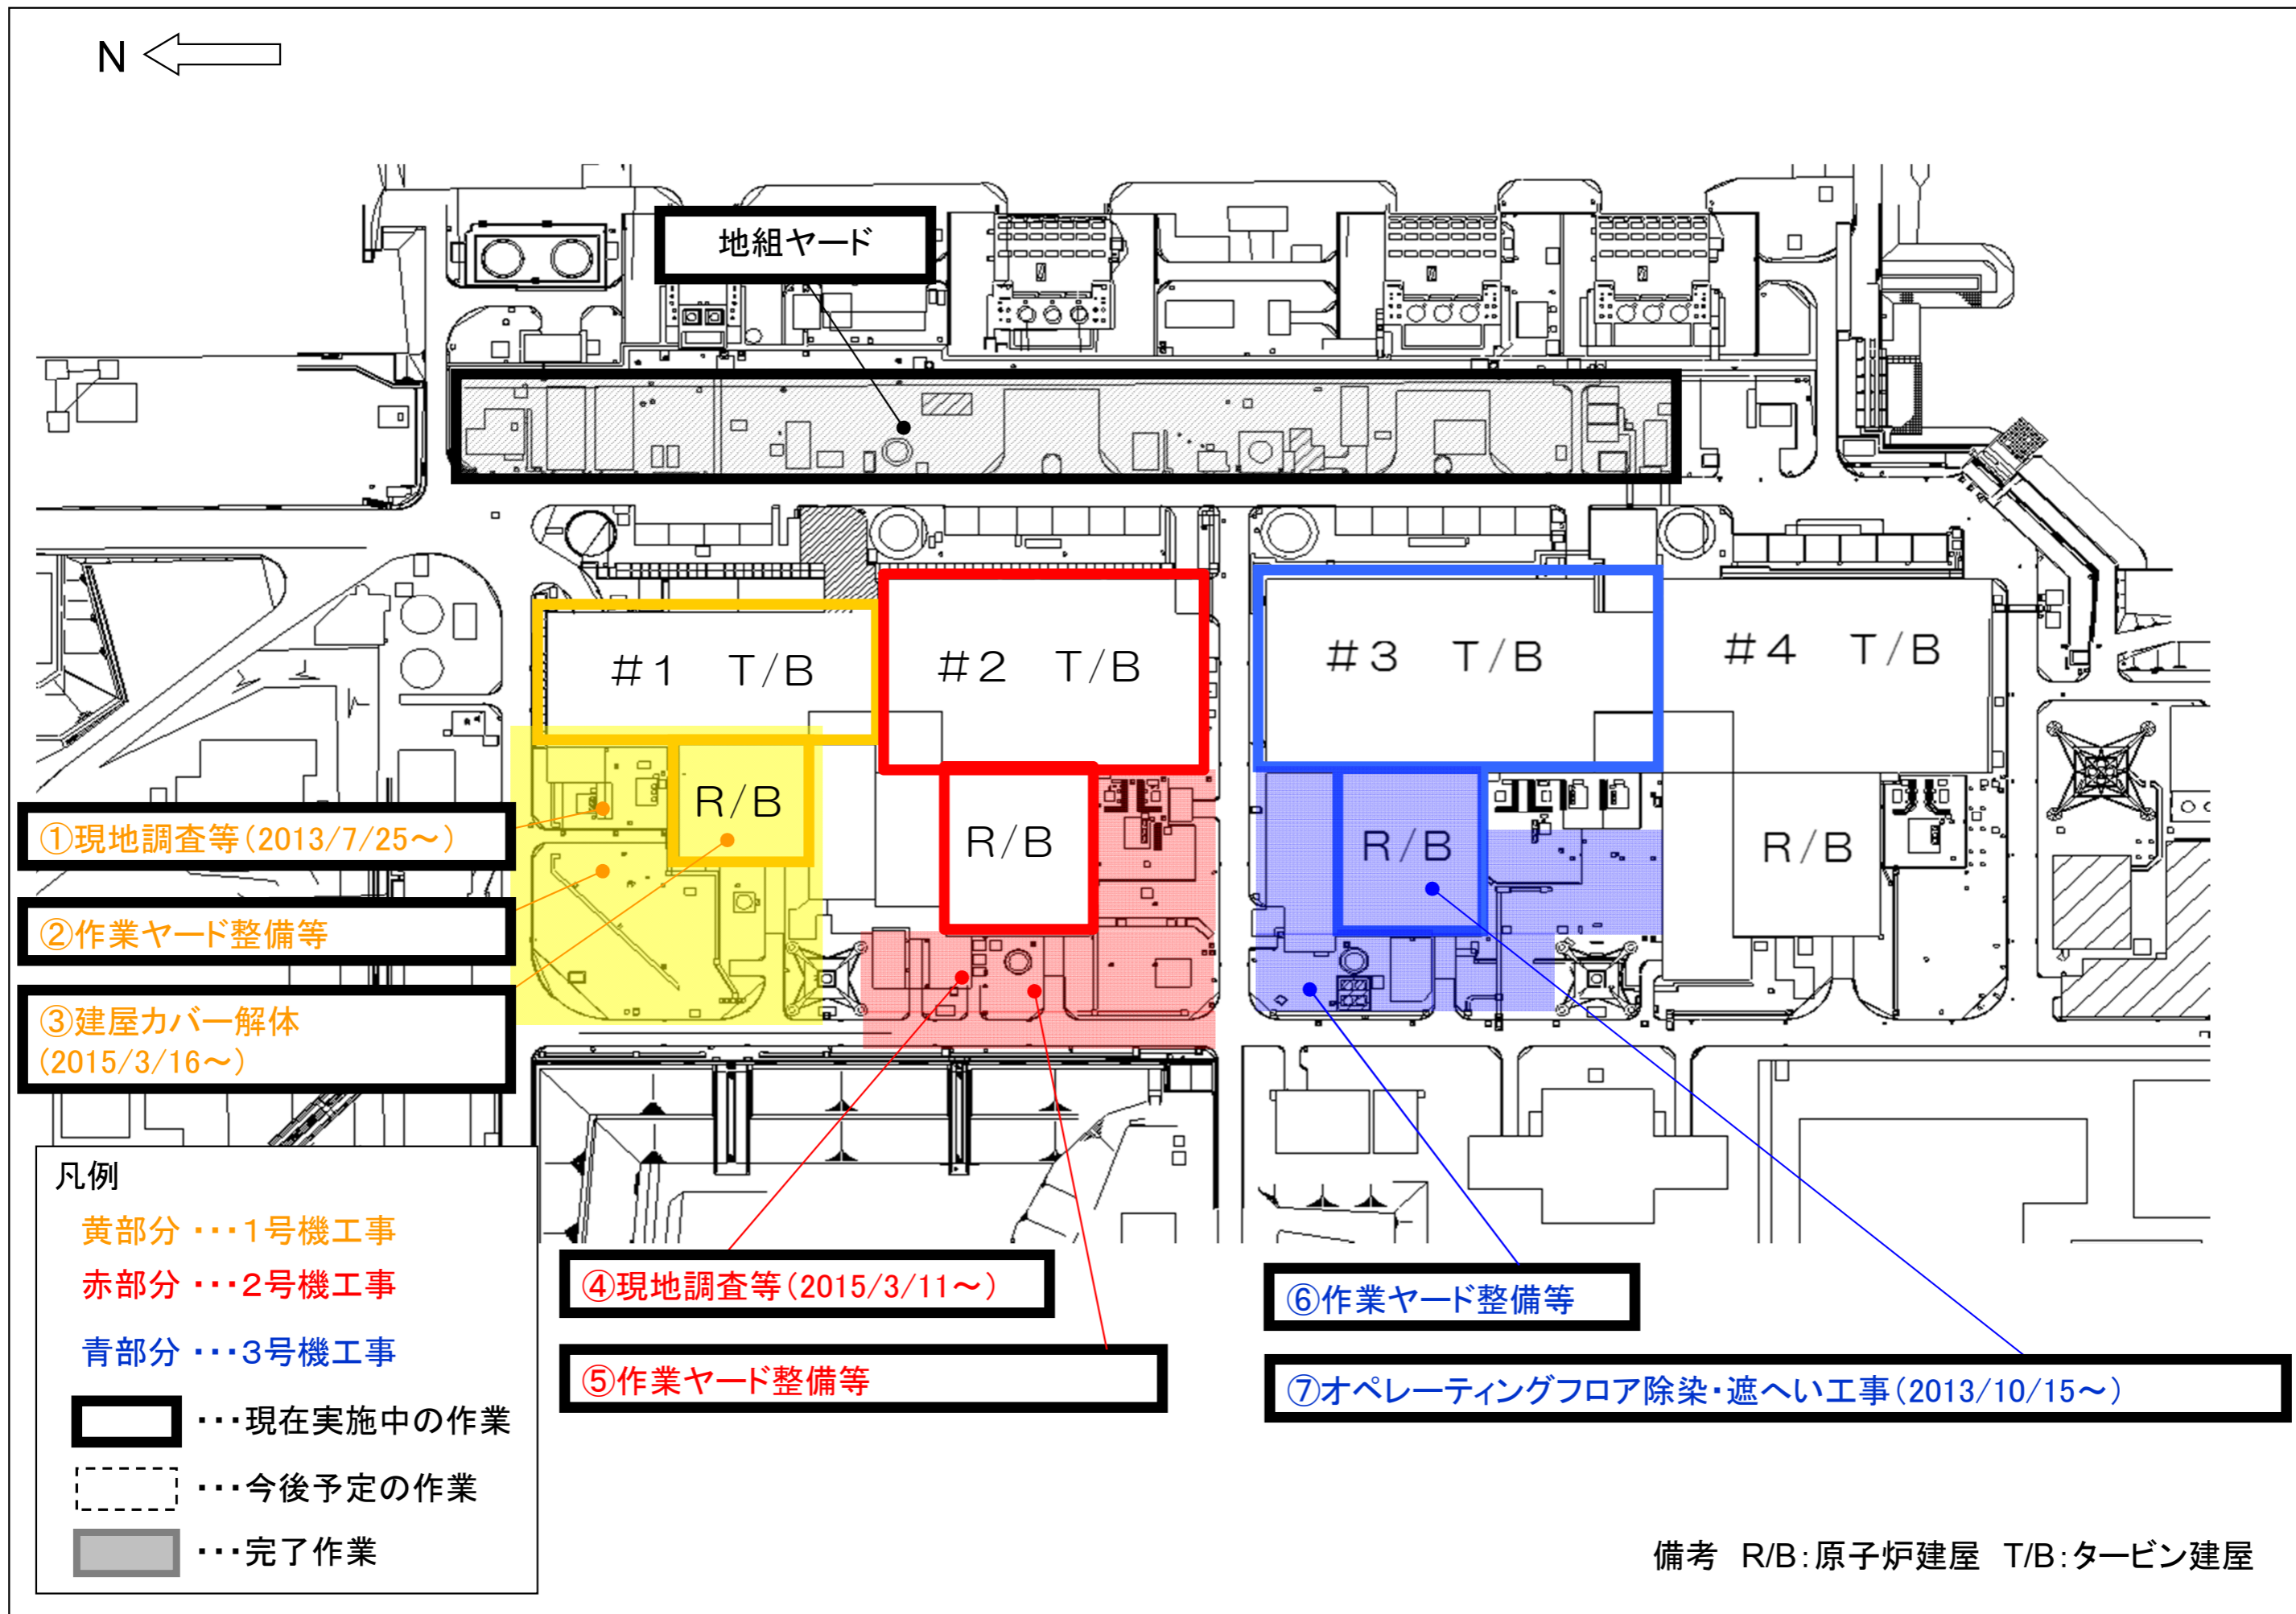 N
地組ヤード
#1 T/B
#2 T/B
#3 T/B
#4 T/B
R/B
R/B
R/B
R/B
①現地調査等(2013/7/25～)
②作業ヤード整備等
③建屋カバー解体
(2015/3/16～)
④現地調査等(2015/3/11～)
⑤作業ヤード整備等
⑥作業ヤード整備等
⑦オペレーティングフロア除染・遮へい工事(2013/10/15～)
凡例
黄部分 ・・・1号機工事
赤部分 ・・・2号機工事
青部分 ・・・3号機工事
・・・現在実施中の作業
・・・今後予定の作業
・・・完了作業
備考 R/B:原子炉建屋 T/B:タービン建屋